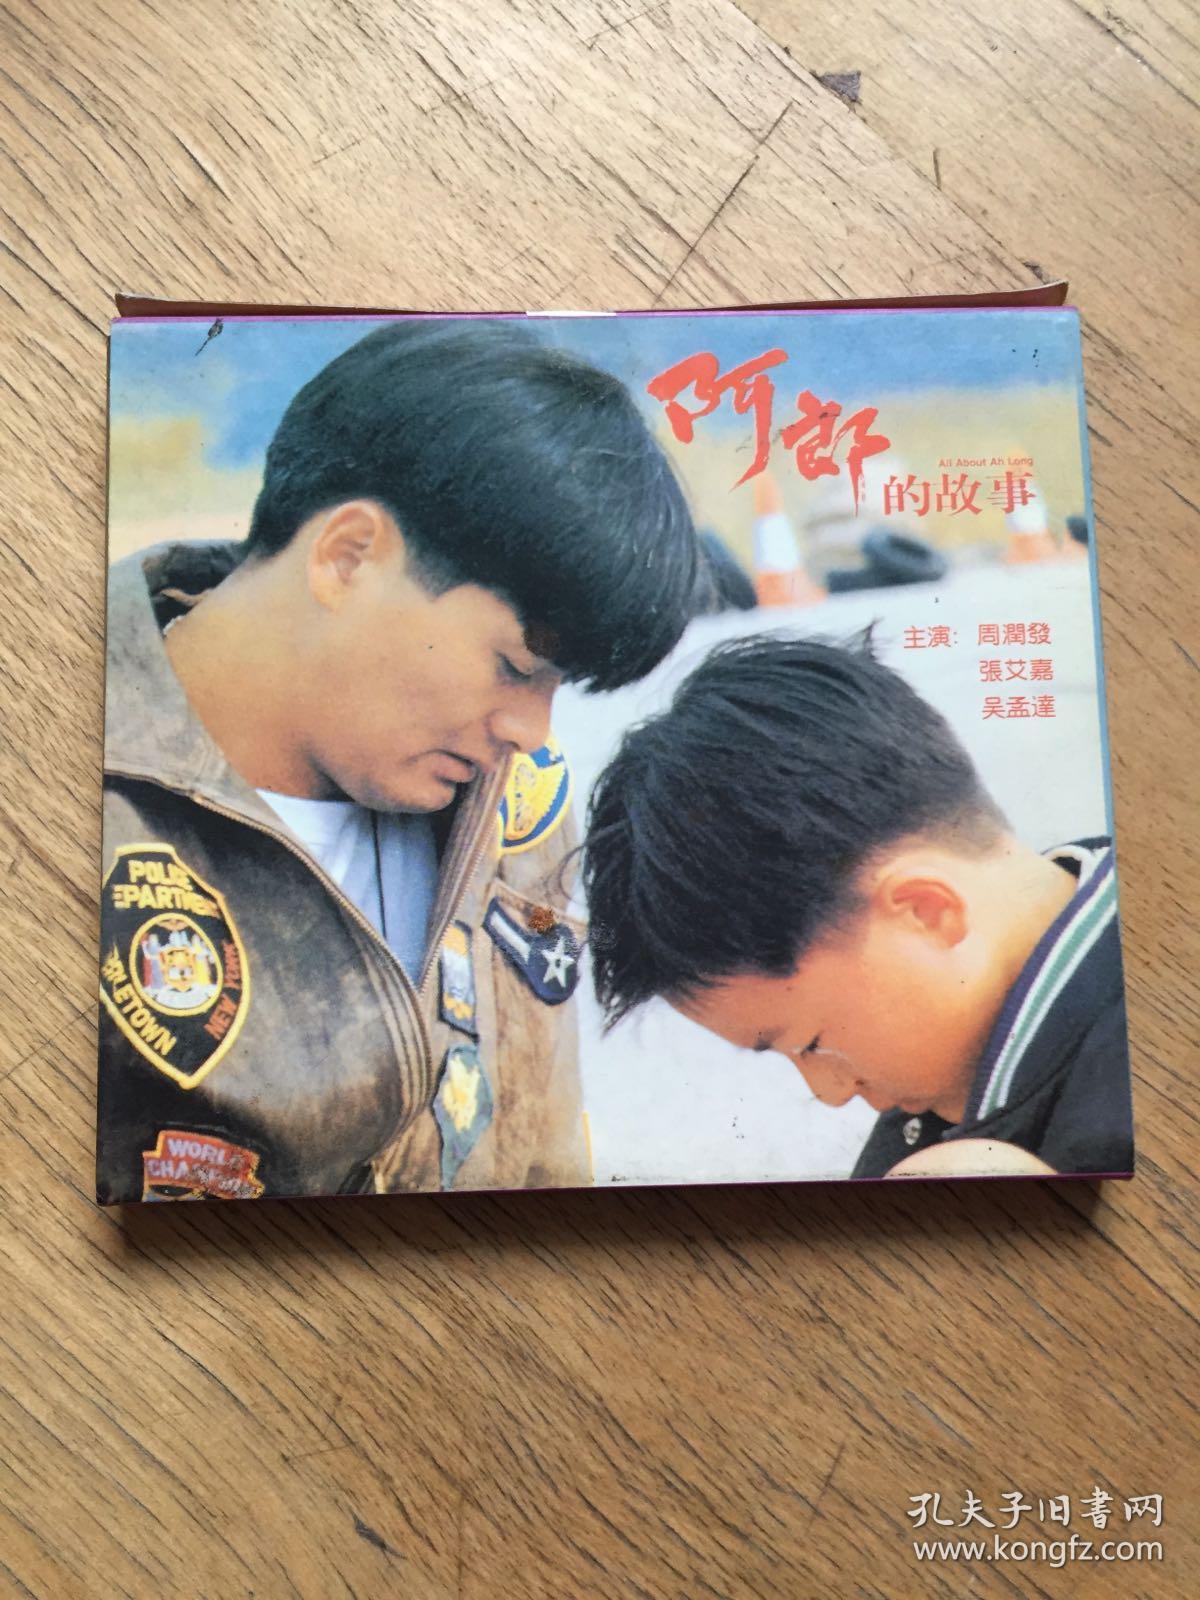 阿郎
All About Ah Long
的故事
主演：周潤發
張艾嘉
吴孟達
POLICE
DEPARTMENT
NEW YORK
WORLD
孔夫子旧书网
www.kongfz.com